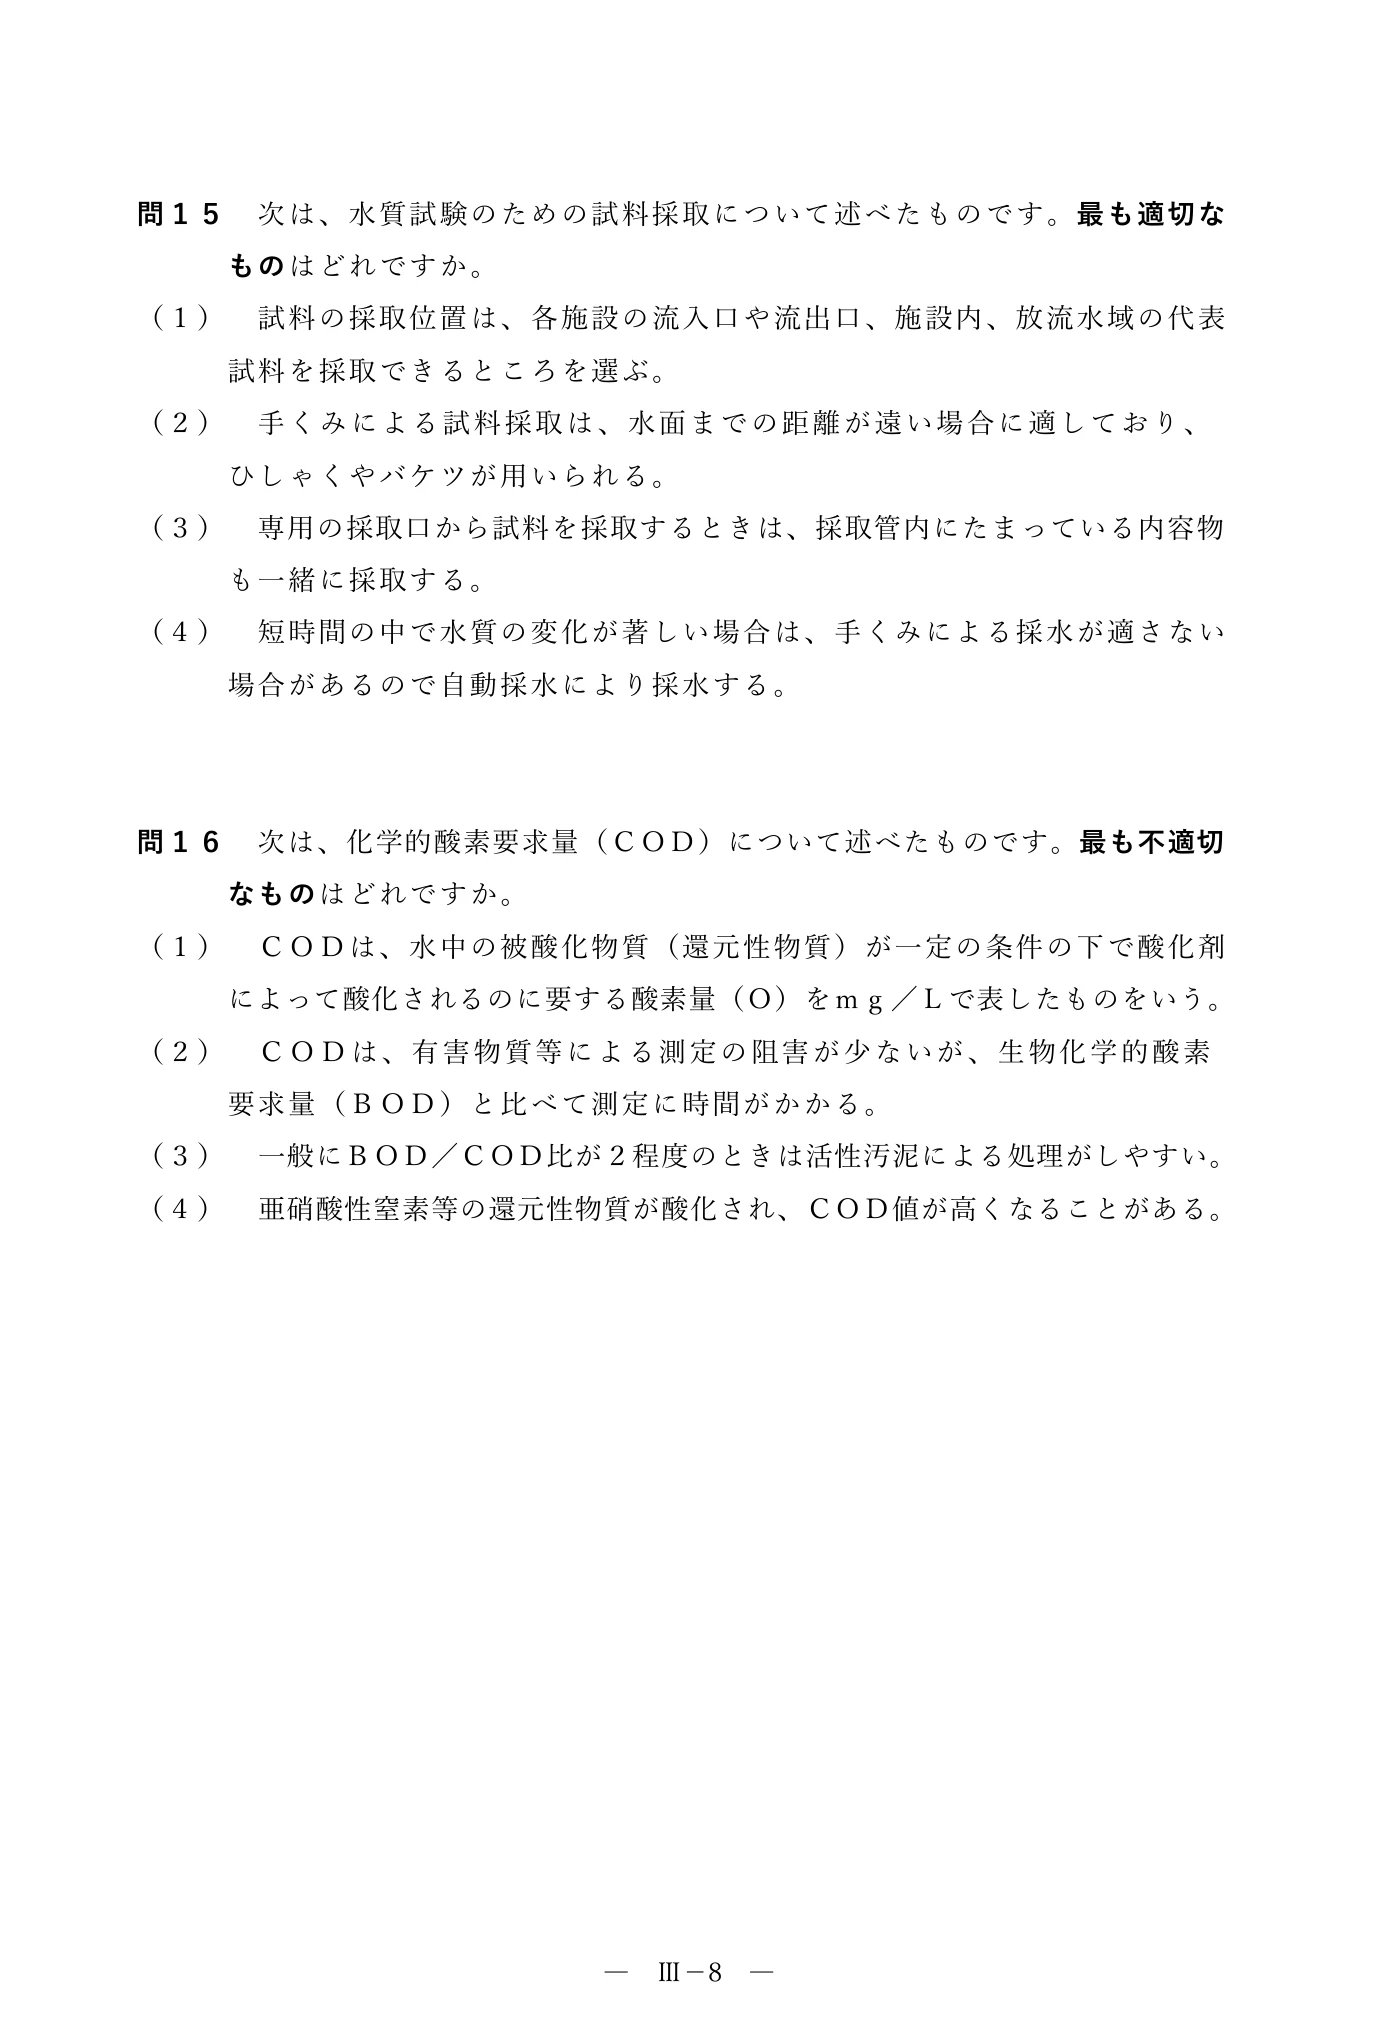 問１５　次は、水質試験のための試料採取について述べたものです。最も適切な
ものはどれですか。
（１）　試料の採取位置は、各施設の流入口や流出口、施設内、放流水域の代表
試料を採取できるところを選ぶ。
（２）　手くみによる試料採取は、水面までの距離が遠い場合に適しており、
ひしゃくやバケツが用いられる。
（３）　専用の採取口から試料を採取するときは、採取管内にたまっている内容物
も一緒に採取する。
（４）　短時間の中で水質の変化が著しい場合は、手くみによる採水が適さない
場合があるので自動採水により採水する。
問１６　次は、化学的酸素要求量（ＣＯＤ）について述べたものです。最も不適切
なものはどれですか。
（１）　ＣＯＤは、水中の被酸化物質（還元性物質）が一定の条件の下で酸化剤
によって酸化されるのに要する酸素量（Ｏ）をｍｇ／Ｌで表したものをいう。
（２）　ＣＯＤは、有害物質等による測定の阻害が少ないが、生物化学的酸素
要求量（ＢＯＤ）と比べて測定に時間がかかる。
（３）　一般にＢＯＤ／ＣＯＤ比が２程度のときは活性汚泥による処理がしやすい。
（４）　亜硝酸性窒素等の還元性物質が酸化され、ＣＯＤ値が高くなることがある。
―　Ⅲ－８　―